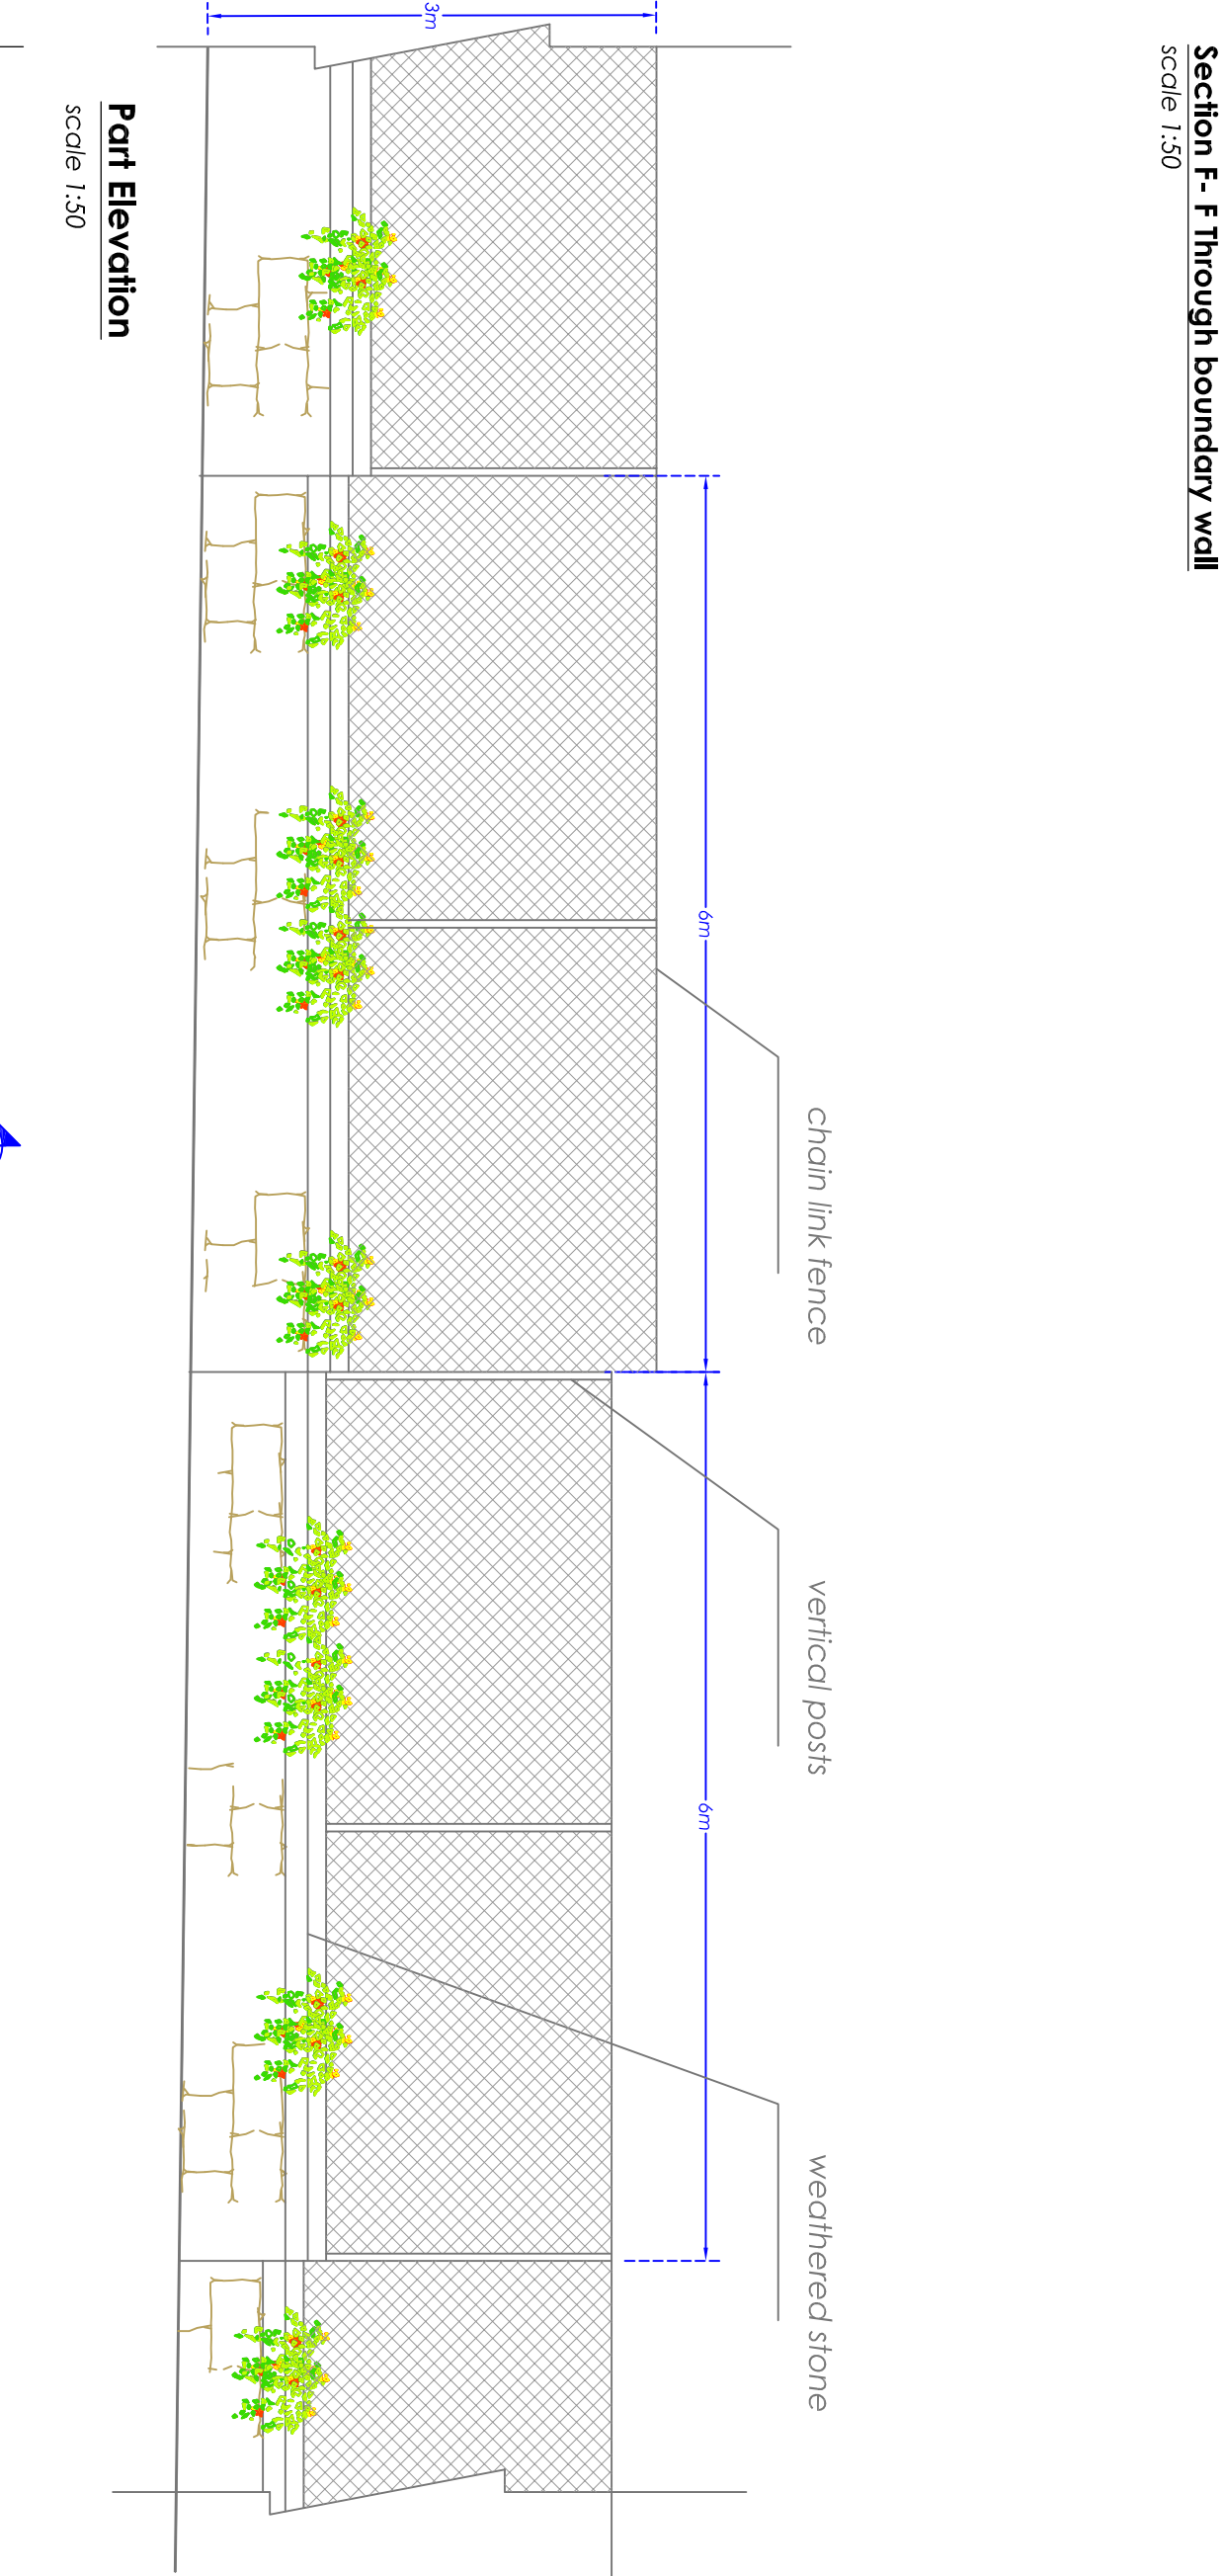 Section F- F Through boundary wall
scale 1:50
chain link fence
vertical posts
weathered stone
6m
6m
3m
Part Elevation
scale 1:50